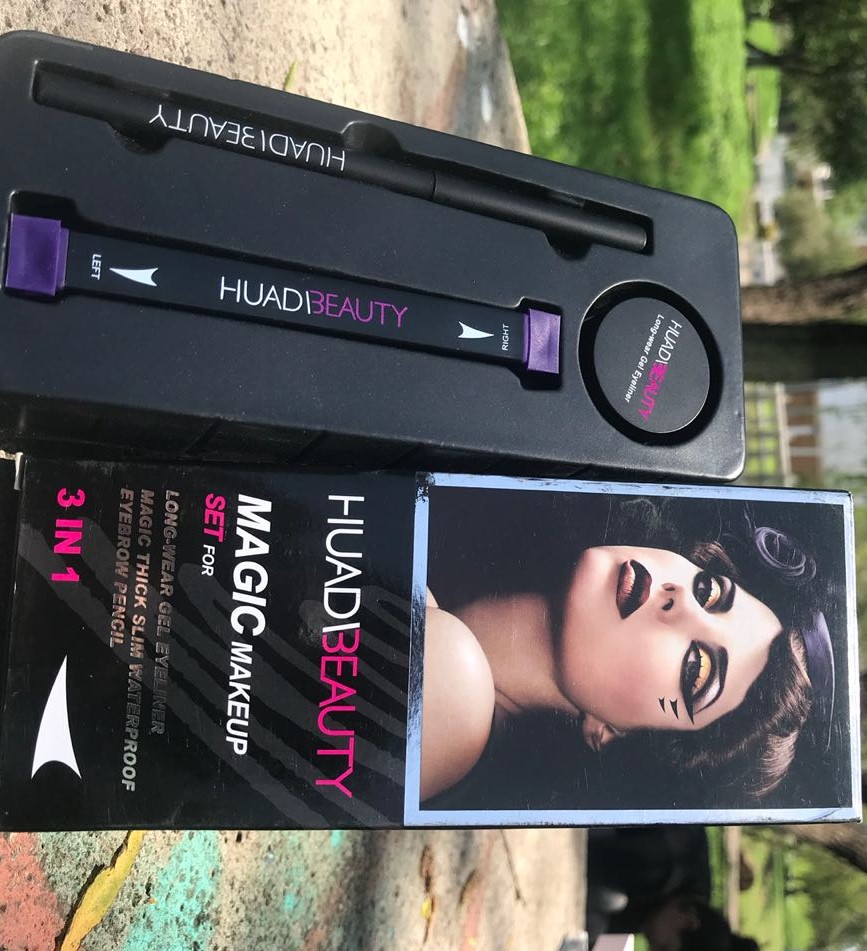 HUADIBEAUTY
LEFT
HUADIBEAUTY
RIGHT
HUADIBEAUTY
Long-wear Gel Eyeliner
HUADIBEAUTY
MAGIC MAKEUP
SET FOR
LONG-WEAR GEL EYELINER
MAGIC THICK SLIM WATERPROOF
EYEBROW PENCIL
3 IN 1